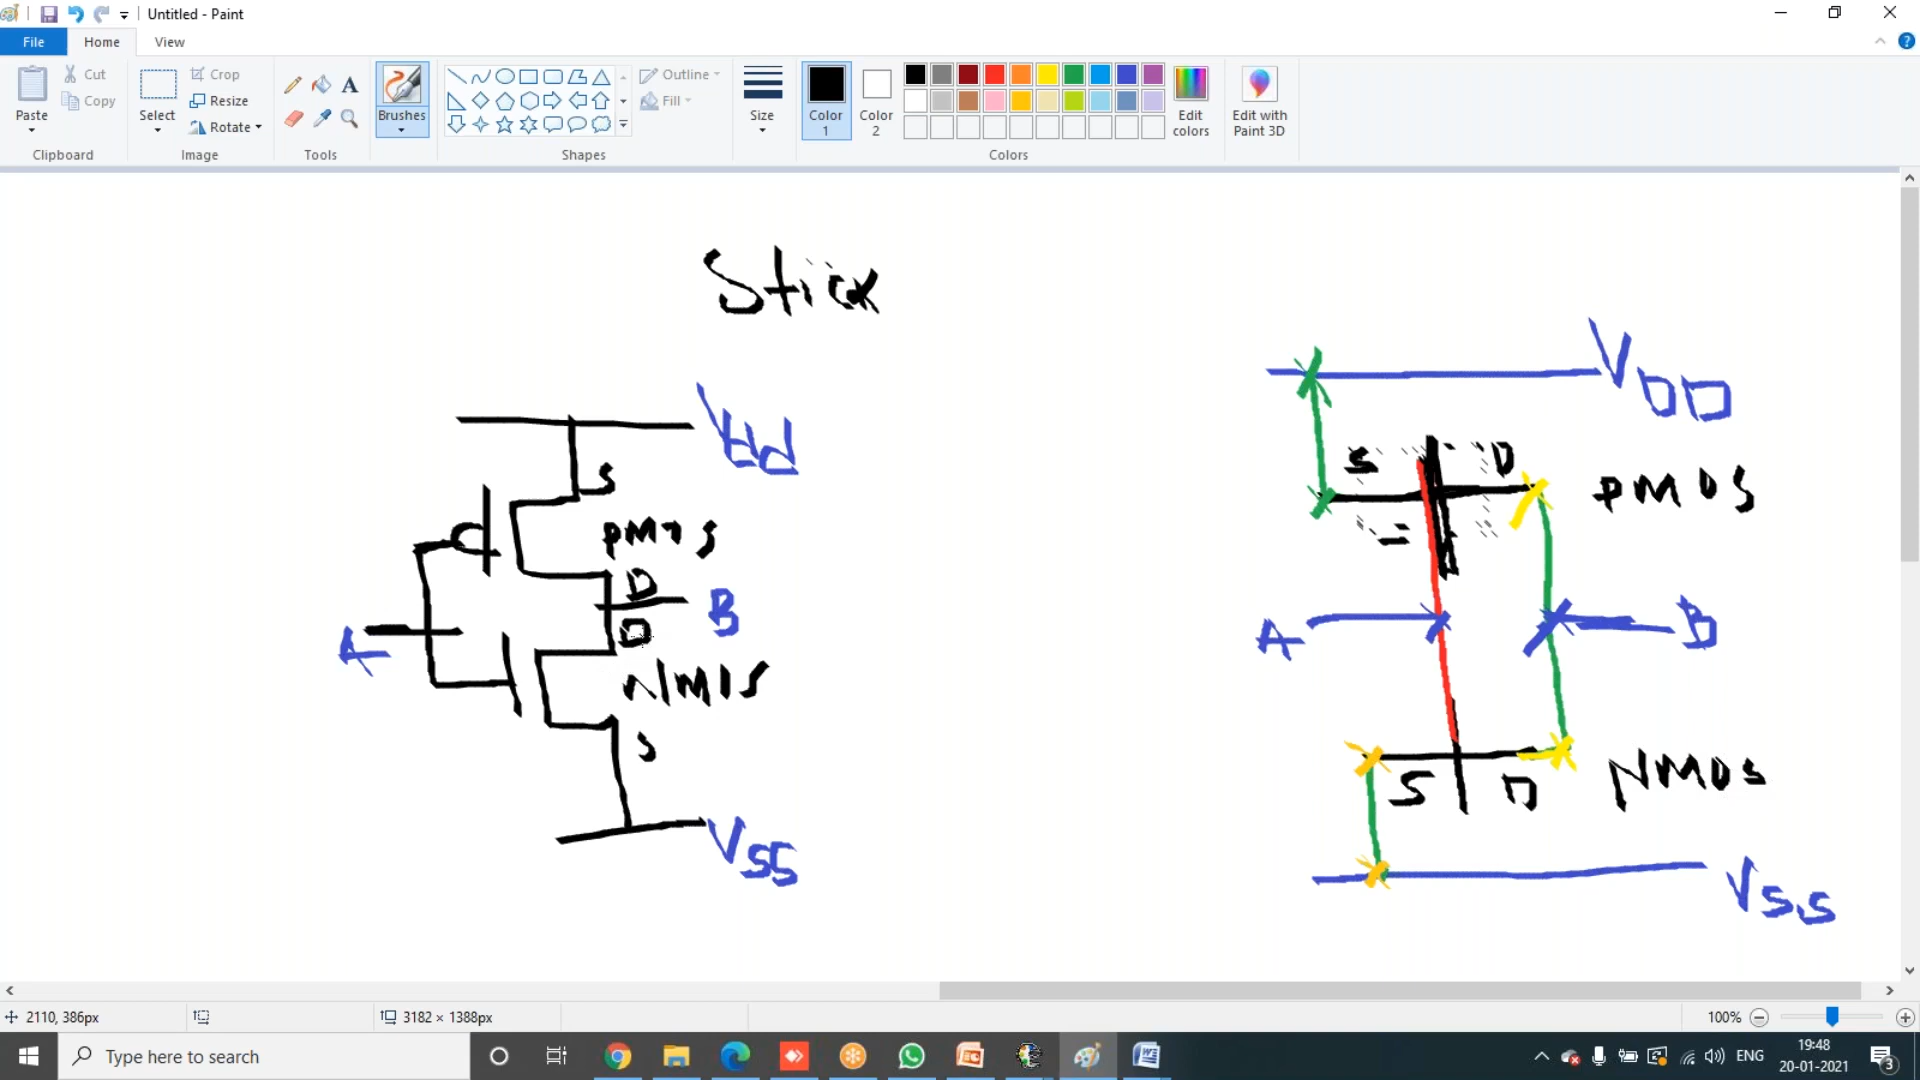 Untitled - Paint
File Home View
Cut
Copy
Paste
Clipboard
Select
Crop
Resize
Rotate
Image
Tools
Brushes
Shapes
Outline
Fill
Size
Color 1
Color 2
Colors
Edit colors
Edit with Paint 3D
Stick
Vdd
S
PMOS
D
A
B
D
NMOS
S
VSS
VDD
S D
PMOS
A B
S D
NMOS
VSS
2110, 386px
3182 × 1388px
100%
Type here to search
ENG
19:48
20-01-2021
3